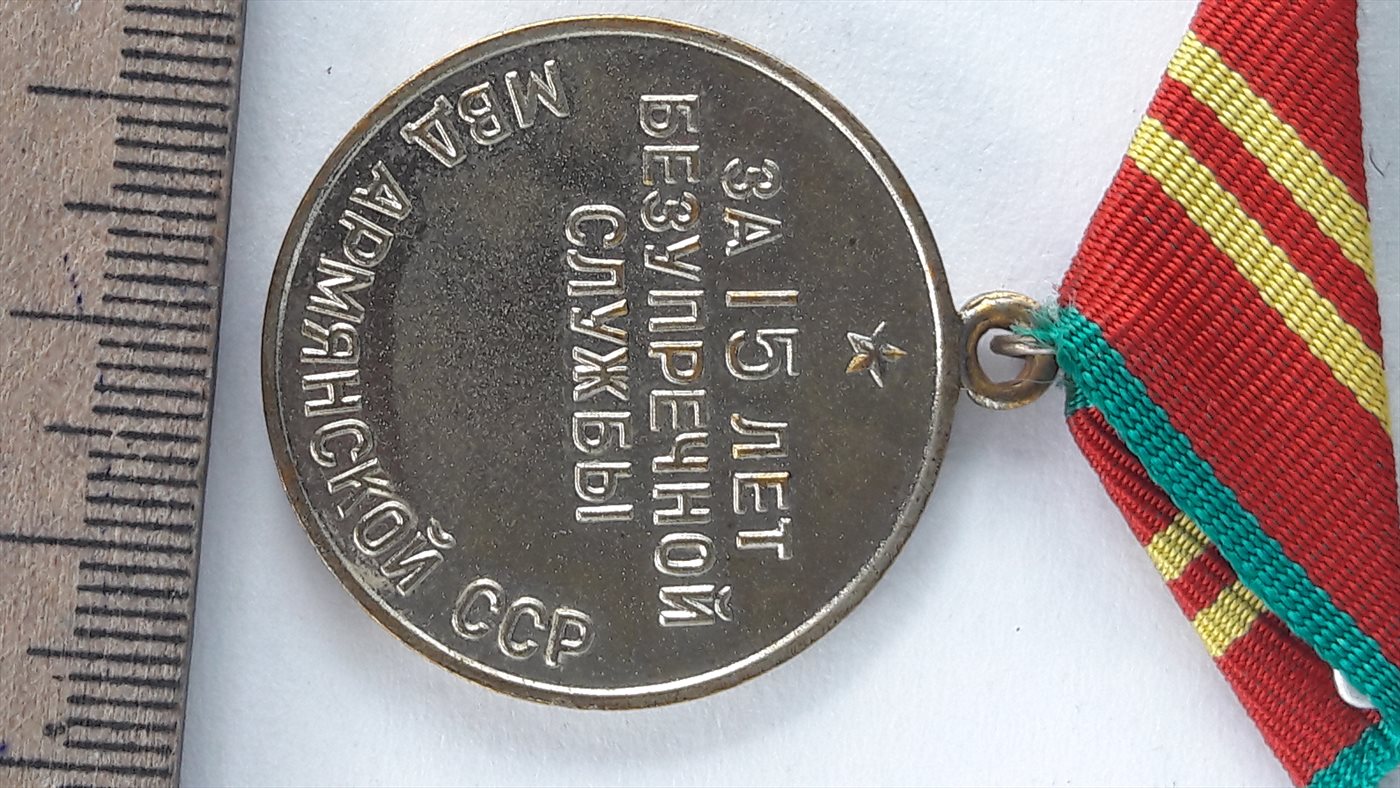 ЗА 15 ЛЕТ
БЕЗУПРЕЧНОЙ
СЛУЖБЫ
МВД АРМЯНСКОЙ ССР